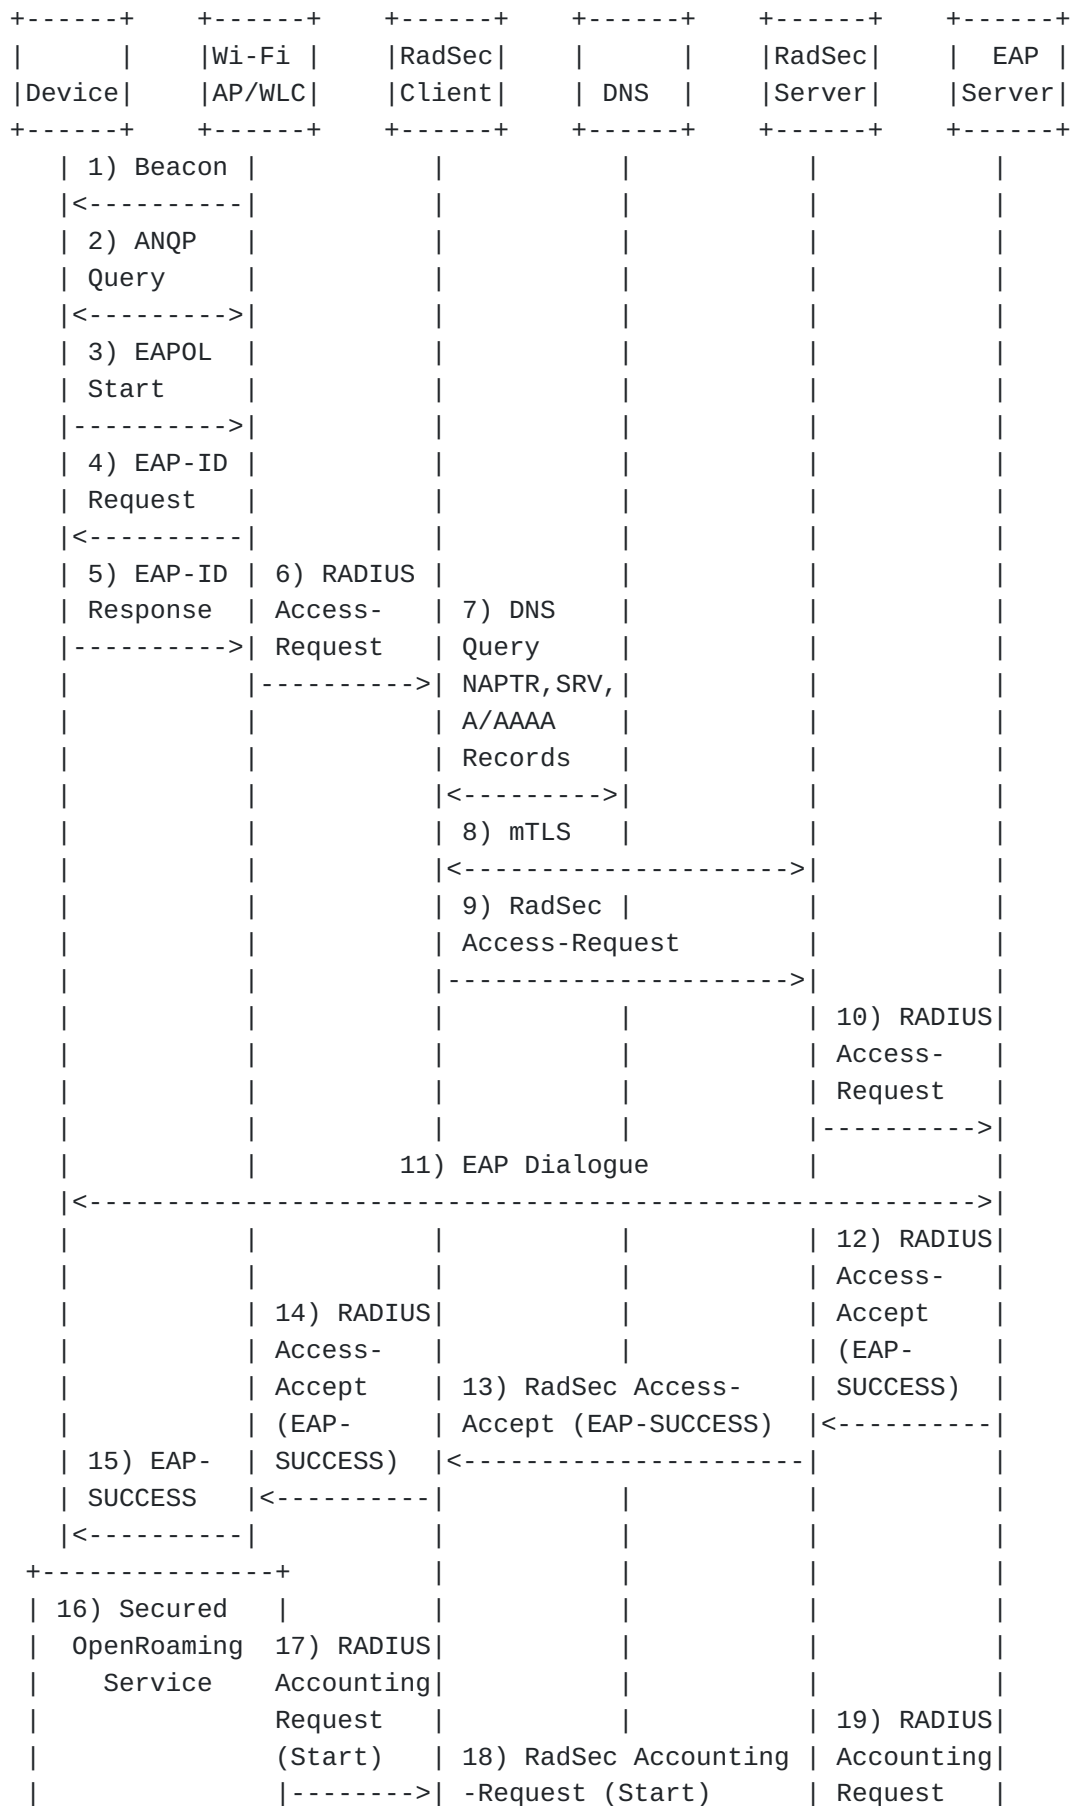 +------+    +------+    +------+    +------+    +------+    +------+
|      |    |Wi-Fi |    |RadSec|    |      |    |RadSec|    |  EAP |
|Device|    |AP/WLC|    |Client|    | DNS  |    |Server|    |Server|
+------+    +------+    +------+    +------+    +------+    +------+
   | 1) Beacon |           |           |           |           |
   |<----------|           |           |           |           |
   | 2) ANQP   |           |           |           |           |
   | Query     |           |           |           |           |
   |<--------->|           |           |           |           |
   | 3) EAPOL  |           |           |           |           |
   | Start     |           |           |           |           |
   |---------->|           |           |           |           |
   | 4) EAP-ID |           |           |           |           |
   | Request   |           |           |           |           |
   |<----------|           |           |           |           |
   | 5) EAP-ID | 6) RADIUS |           |           |           |
   | Response  | Access-   | 7) DNS    |           |           |
   |---------->| Request   | Query     |           |           |
   |           |---------->| NAPTR,SRV,|           |           |
   |           |           | A/AAAA    |           |           |
   |           |           | Records   |           |           |
   |           |           |<--------->|           |           |
   |           |           | 8) mTLS   |           |           |
   |           |           |<--------------------->|           |
   |           |           | 9) RadSec |           |           |
   |           |           | Access-Request        |           |
   |           |           |---------------------->|           |
   |           |           |           |           | 10) RADIUS|
   |           |           |           |           | Access-   |
   |           |           |           |           | Request   |
   |           |           |           |           |---------->|
   |           |         11) EAP Dialogue          |           |
   |<--------------------------------------------------------->|
   |           |           |           |           | 12) RADIUS|
   |           |           |           |           | Access-   |
   |           | 14) RADIUS|           |           | Accept    |
   |           | Access-   |           |           | (EAP-     |
   |           | Accept    | 13) RadSec Access-    | SUCCESS)  |
   |           | (EAP-     | Accept (EAP-SUCCESS)  |<----------|
   | 15) EAP-  | SUCCESS)  |<----------------------|           |
   | SUCCESS   |<----------|           |           |           |
   |<----------|           |           |           |           |
 +---------------+         |           |           |           |
 | 16) Secured   |         |           |           |           |
 |  OpenRoaming  17) RADIUS|           |           |           |
 |    Service    Accounting|           |           |           |
 |               Request   |           |           | 19) RADIUS|
 |               (Start)   | 18) RadSec Accounting | Accounting|
 |               |-------->| -Request (Start)      | Request   |